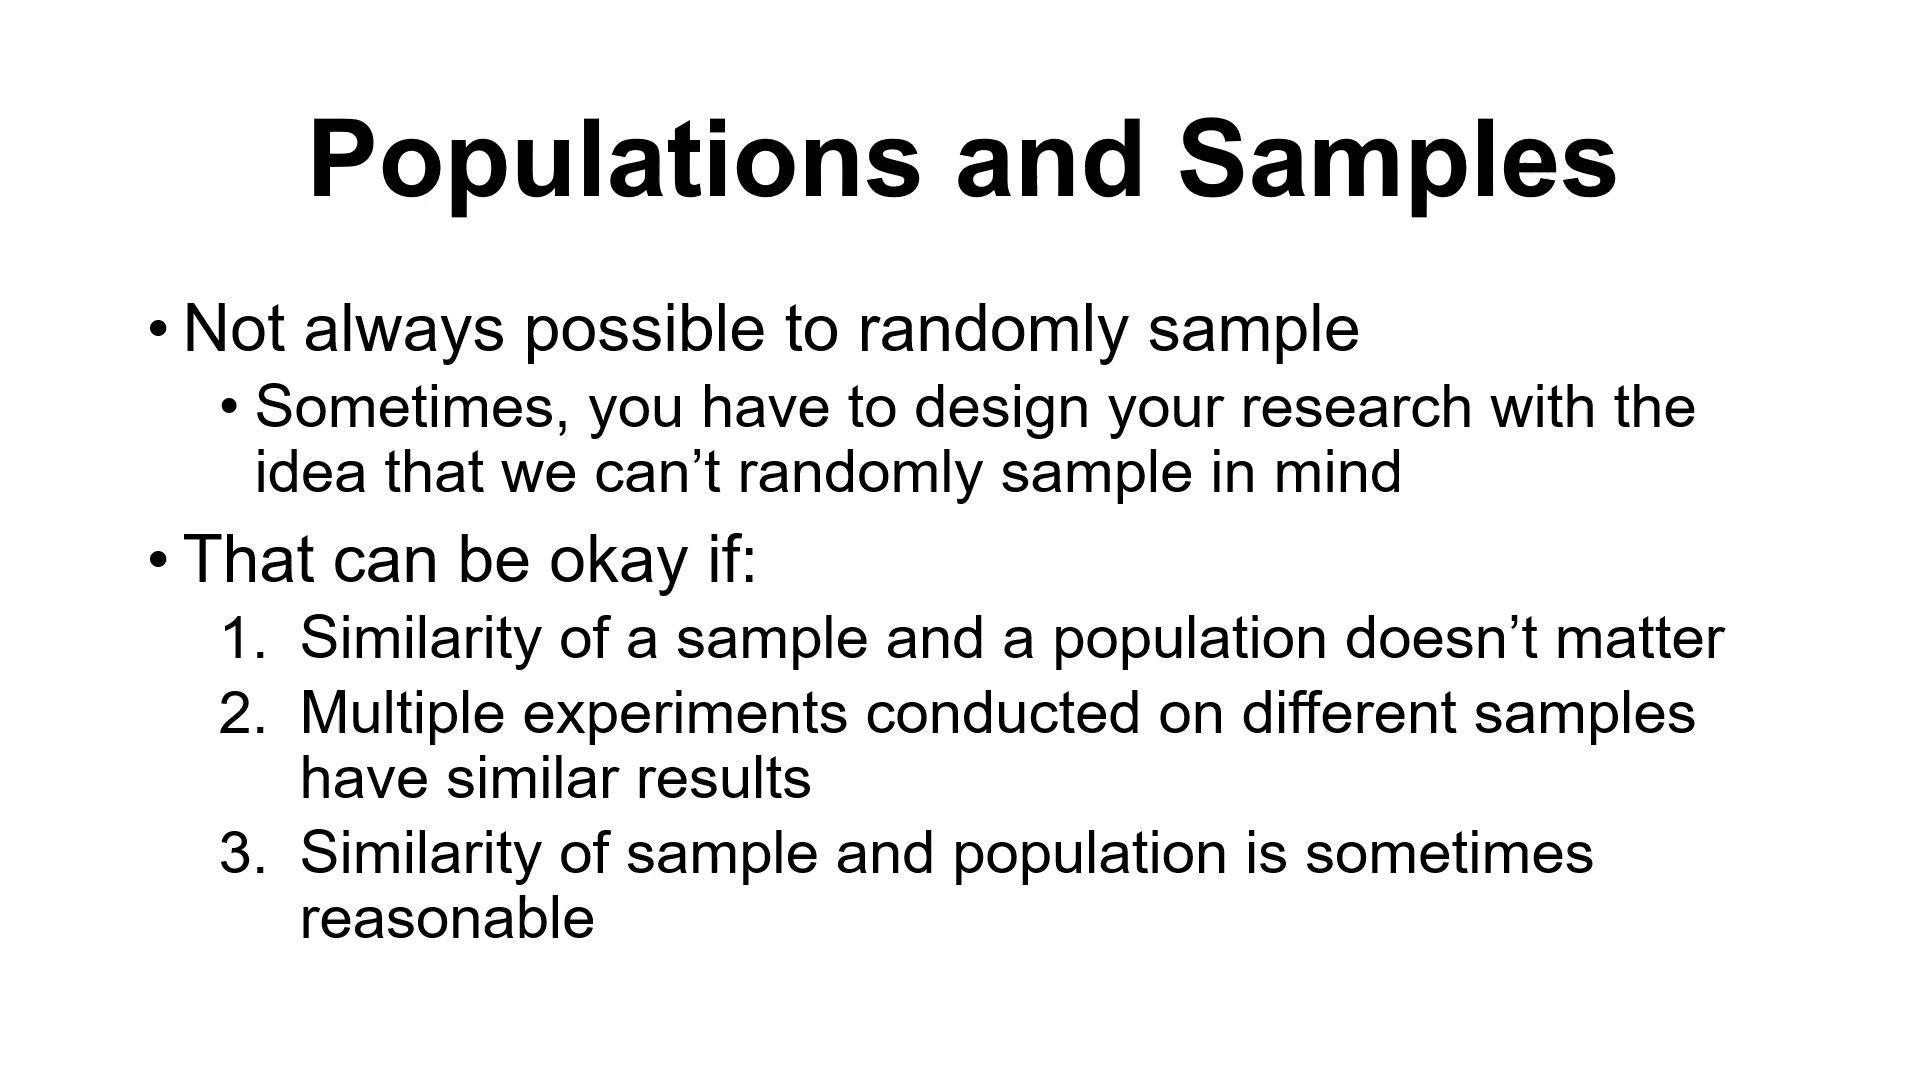 Populations and Samples
• Not always possible to randomly sample
• Sometimes, you have to design your research with the
idea that we can’t randomly sample in mind
• That can be okay if:
1. Similarity of a sample and a population doesn’t matter
2. Multiple experiments conducted on different samples
have similar results
3. Similarity of sample and population is sometimes
reasonable